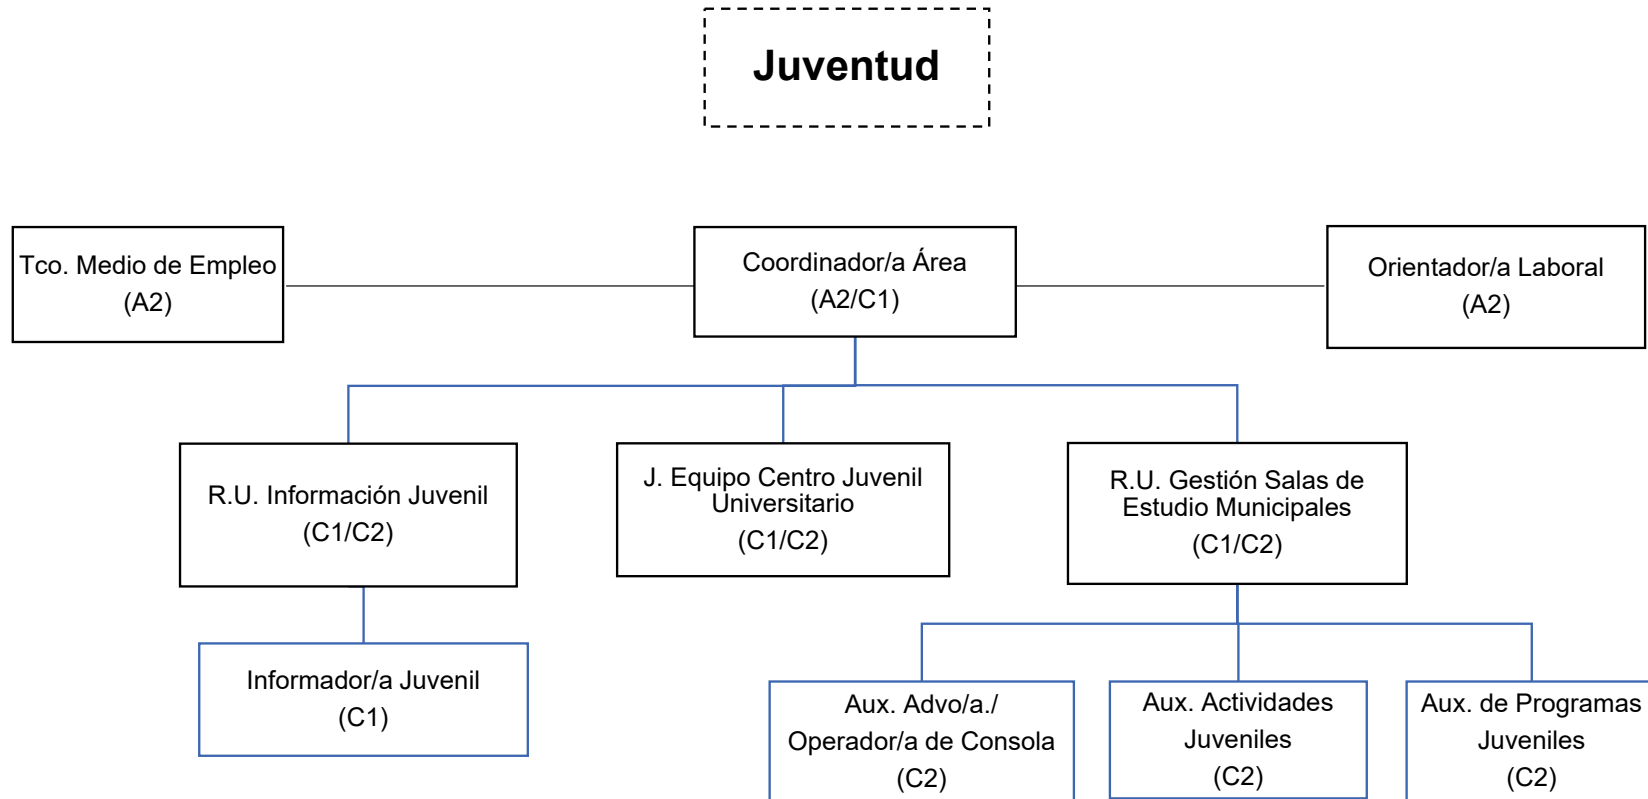 Juventud
Tco. Medio de Empleo
(A2)
Coordinador/a Área
(A2/C1)
Orientador/a Laboral
(A2)
R.U. Información Juvenil
(C1/C2)
J. Equipo Centro Juvenil
Universitario
(C1/C2)
R.U. Gestión Salas de
Estudio Municipales
(C1/C2)
Informador/a Juvenil
(C1)
Aux. Advo/a./
Operador/a de Consola
(C2)
Aux. Actividades
Juveniles
(C2)
Aux. de Programas
Juveniles
(C2)